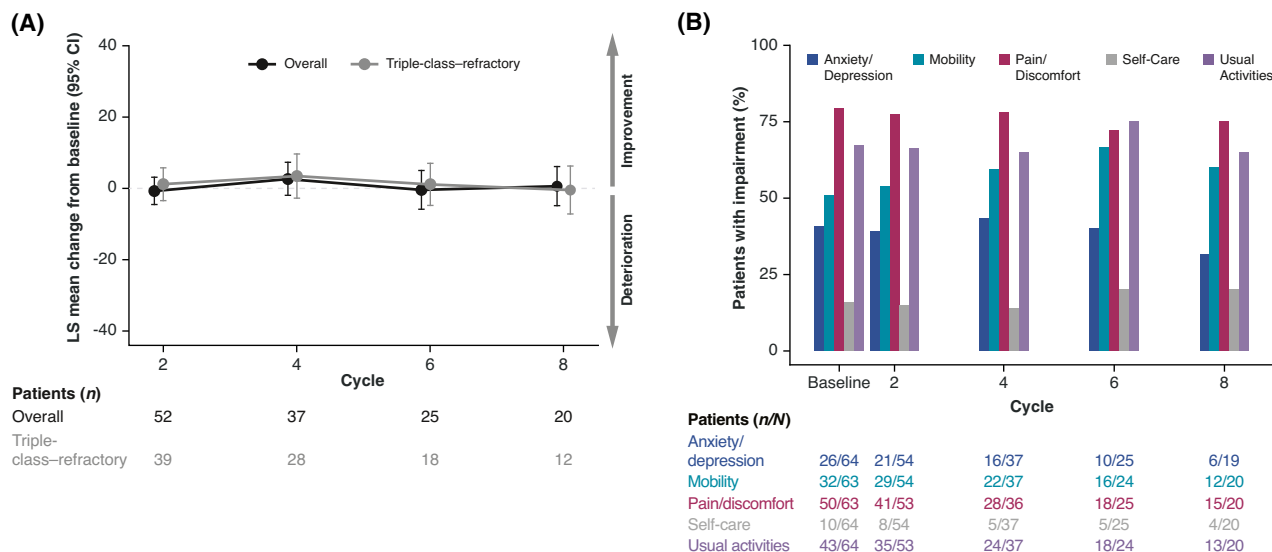 (A)
LS mean change from baseline (95% CI)
40
20
0
-20
-40
Overall
Triple-class–refractory
Improvement
Deterioration
2 4 6 8
Cycle
Patients (n)
Overall 52 37 25 20
Triple-
class–refractory 39 28 18 12
(B)
Patients with impairment (%)
100
75
50
25
0
Anxiety/
Depression
Mobility
Pain/
Discomfort
Self-Care
Usual
Activities
Baseline 2 4 6 8
Cycle
Patients (n/N)
Anxiety/
depression 26/64 21/54 16/37 10/25 6/19
Mobility 32/63 29/54 22/37 16/24 12/20
Pain/discomfort 50/63 41/53 28/36 18/25 15/20
Self-care 10/64 8/54 5/37 5/25 4/20
Usual activities 43/64 35/53 24/37 18/24 13/20